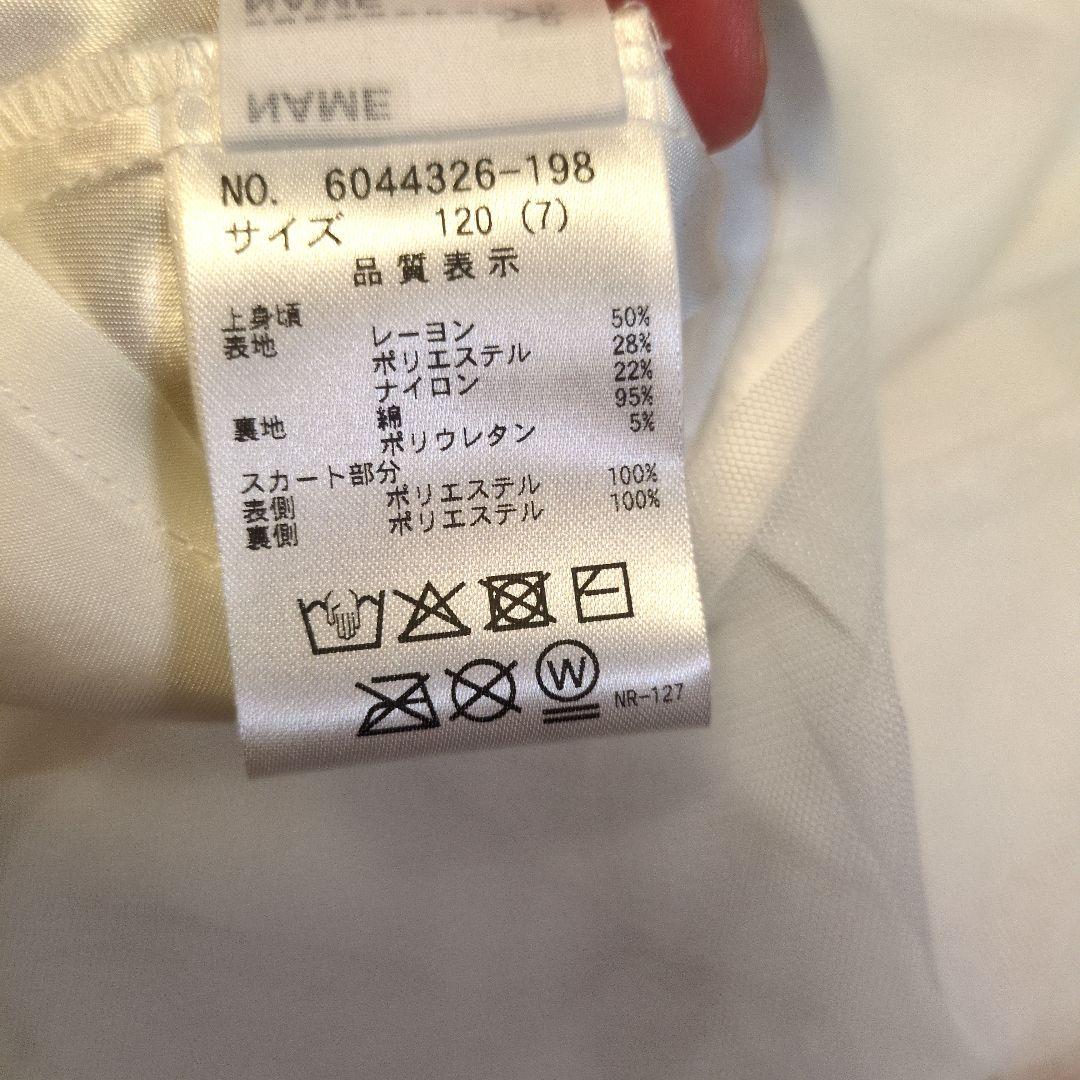 NAME
NAME
NO. 6044326-198
サイズ 120 (7)
品質表示
上身頃
表地 レーヨン 50%
ポリエステル 28%
ナイロン 22%
裏地 綿 95%
ポリウレタン 5%
スカート部分
表側 ポリエステル 100%
裏側 ポリエステル 100%
W
NR-127